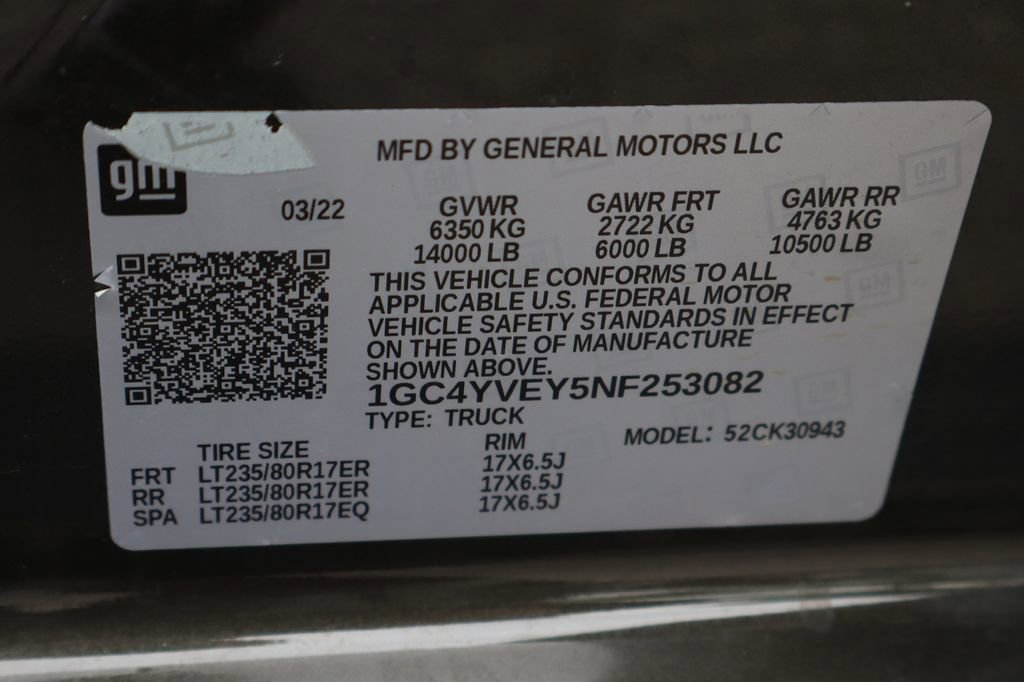 gm
MFD BY GENERAL MOTORS LLC
03/22
GVWR GAWR FRT GAWR RR
6350 KG 2722 KG 4763 KG
14000 LB 6000 LB 10500 LB
THIS VEHICLE CONFORMS TO ALL
APPLICABLE U.S. FEDERAL MOTOR
VEHICLE SAFETY STANDARDS IN EFFECT
ON THE DATE OF MANUFACTURE
SHOWN ABOVE.
1GC4YVEY5NF253082
TYPE: TRUCK
MODEL: 52CK30943
TIRE SIZE RIM
FRT LT235/80R17ER 17X6.5J
RR LT235/80R17ER 17X6.5J
SPA LT235/80R17EQ 17X6.5J